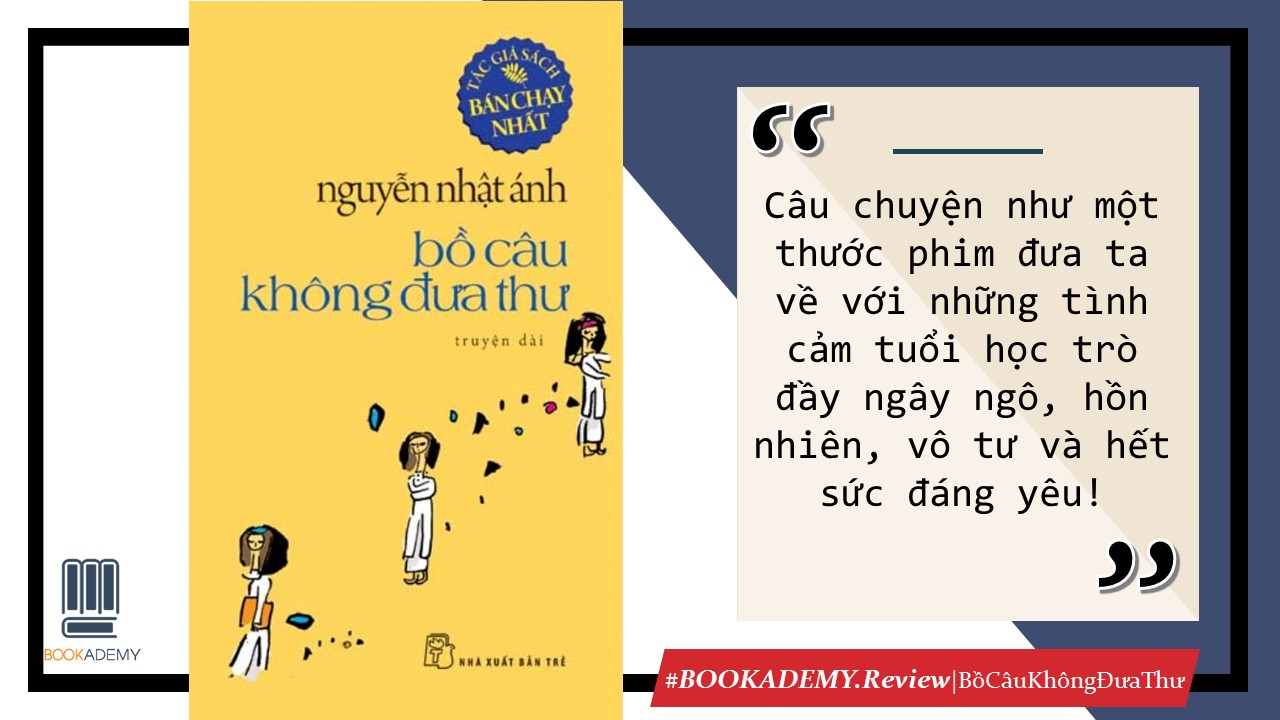 TÁC GIẢ SÁCH
BÁN CHẠY
NHẤT
nguyễn nhật ánh
bồ câu
không đưa thư
truyện dài
NHÀ XUẤT BẢN TRẺ
BOOKADEMY
“
Câu chuyện như một
thước phim đưa ta
về với những tình
cảm tuổi học trò
đầy ngây ngô, hồn
nhiên, vô tư và hết
sức đáng yêu!
”
#BOOKADEMY.Review|BồCâuKhôngĐưaThư